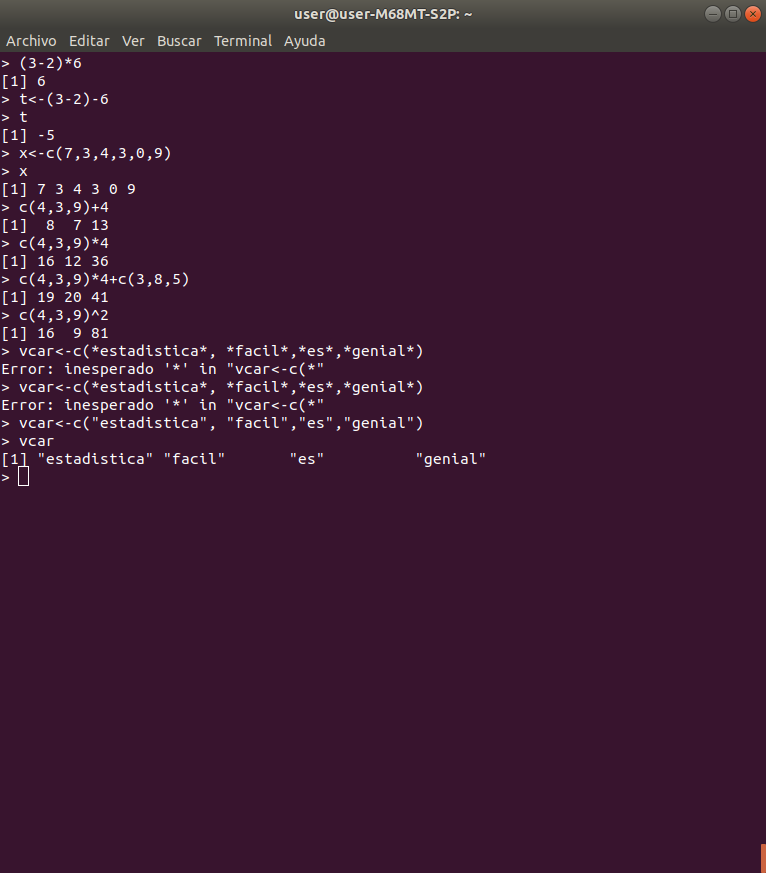 user@user-M68MT-S2P: ~
Archivo Editar Ver Buscar Terminal Ayuda
> (3-2)*6
[1] 6
> t<-(3-2)-6
> t
[1] -5
> x<-c(7,3,4,3,0,9)
> x
[1] 7 3 4 3 0 9
> c(4,3,9)+4
[1]  8  7 13
> c(4,3,9)*4
[1] 16 12 36
> c(4,3,9)*4+c(3,8,5)
[1] 19 20 41
> c(4,3,9)^2
[1] 16  9 81
> vcar<-c(*estadistica*, *facil*,*es*,*genial*)
Error: inesperado '*' in "vcar<-c(*"
> vcar<-c(*estadistica*, *facil*,*es*,*genial*)
Error: inesperado '*' in "vcar<-c(*"
> vcar<-c("estadistica", "facil","es","genial")
> vcar
[1] "estadistica" "facil"       "es"          "genial"
>